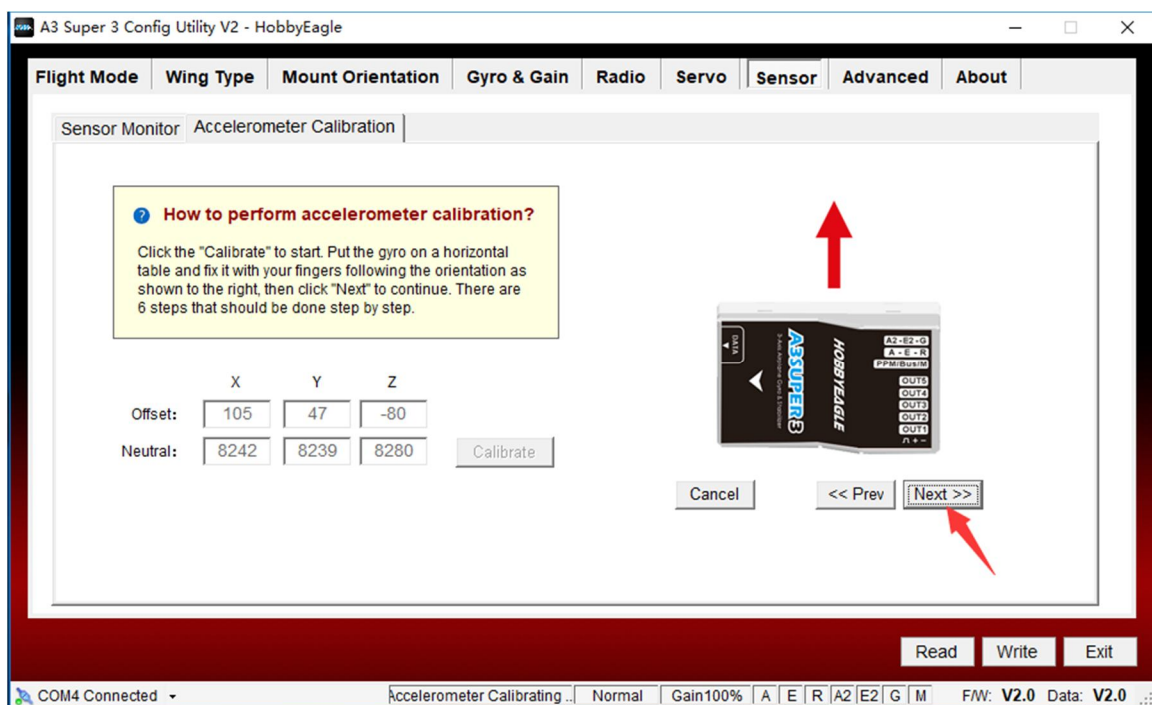 A3 Super 3 Config Utility V2 - HobbyEagle
Flight Mode Wing Type Mount Orientation Gyro & Gain Radio Servo Sensor Advanced About
Sensor Monitor Accelerometer Calibration
How to perform accelerometer calibration?
Click the "Calibrate" to start. Put the gyro on a horizontal
table and fix it with your fingers following the orientation as
shown to the right, then click "Next" to continue. There are
6 steps that should be done step by step.
X Y Z
Offset: 105 47 -80
Neutral: 8242 8239 8280 Calibrate
DATA
A3SUPER3
3-Axis Airplane Gyro & Stabilizer
HOBBYEAGLE
A2-E2-G
A - E - R
PPM/Bus/M
OUT5
OUT4
OUT3
OUT2
OUT1
Cancel << Prev Next >>
Read Write Exit
COM4 Connected Accelerometer Calibrating .. Normal Gain100% A E R A2 E2 G M F/W: V2.0 Data: V2.0